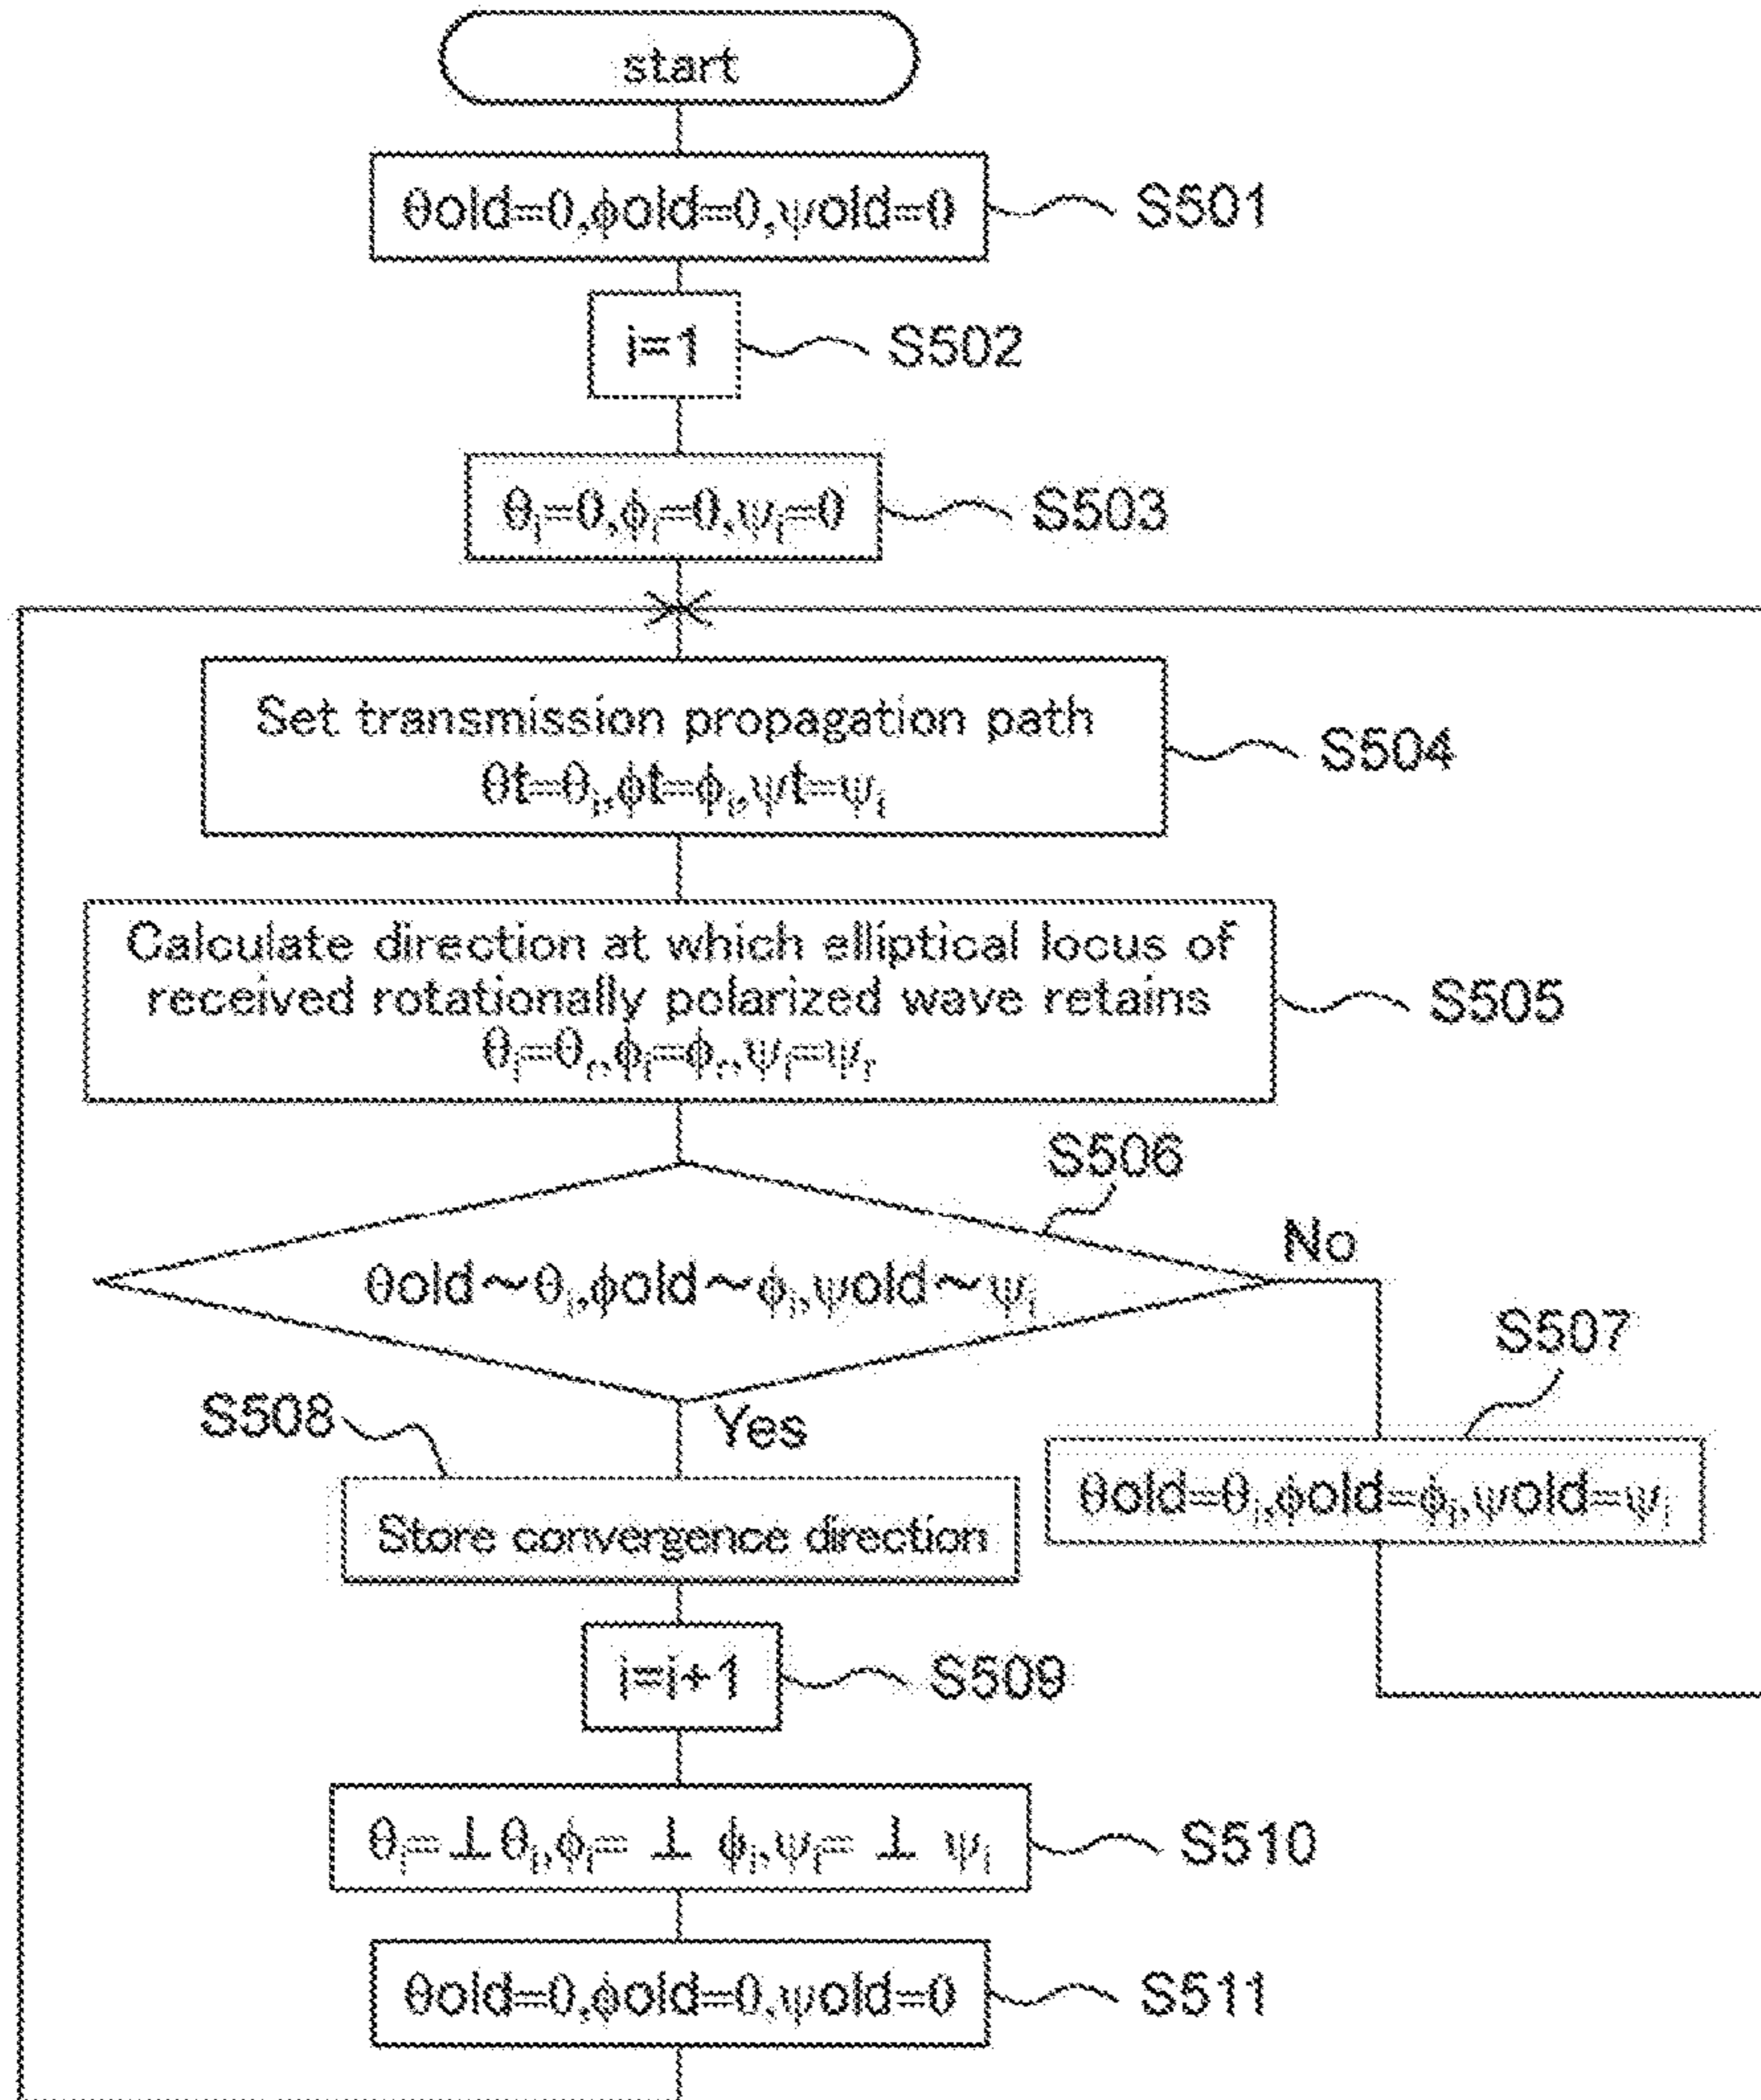 start
θold=0,ϕold=0,ψold=0
S501
i=1
S502
θᵢ=0,ϕᵢ=0,ψᵢ=0
S503
Set transmission propagation path
θt=θᵢ,ϕt=ϕᵢ,ψt=ψᵢ
S504
Calculate direction at which elliptical locus of
received rotationally polarized wave retains
θᵢ=θᵣ,ϕᵢ=ϕᵣ,ψᵢ=ψᵣ
S505
S506
No
θold~θᵢ,ϕold~ϕᵢ,ψold~ψᵢ
S507
S508
Yes
θold=θᵢ,ϕold=ϕᵢ,ψold=ψᵢ
Store convergence direction
i=i+1
S509
θᵢ=⊥θᵢ,ϕᵢ=⊥ ϕᵢ,ψᵢ=⊥ ψᵢ
S510
θold=0,ϕold=0,ψold=0
S511